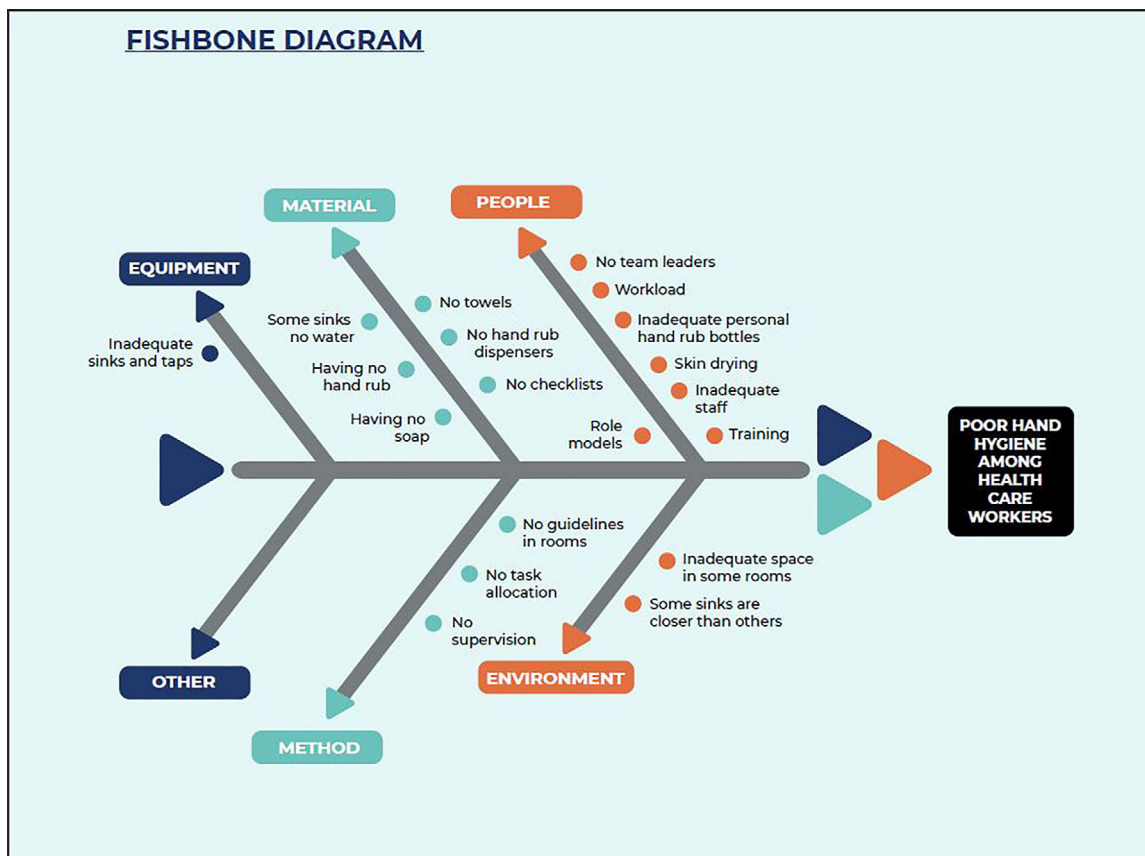 FISHBONE DIAGRAM
MATERIAL
PEOPLE
EQUIPMENT
No team leaders
Workload
Inadequate personal
hand rub bottles
Skin drying
Inadequate
staff
Training
Role
models
No towels
No hand rub
dispensers
No checklists
Some sinks
no water
Having no
hand rub
Having no
soap
Inadequate
sinks and taps
POOR HAND
HYGIENE
AMONG
HEALTH
CARE
WORKERS
No guidelines
in rooms
No task
allocation
No
supervision
Inadequate space
in some rooms
Some sinks are
closer than others
OTHER
ENVIRONMENT
METHOD